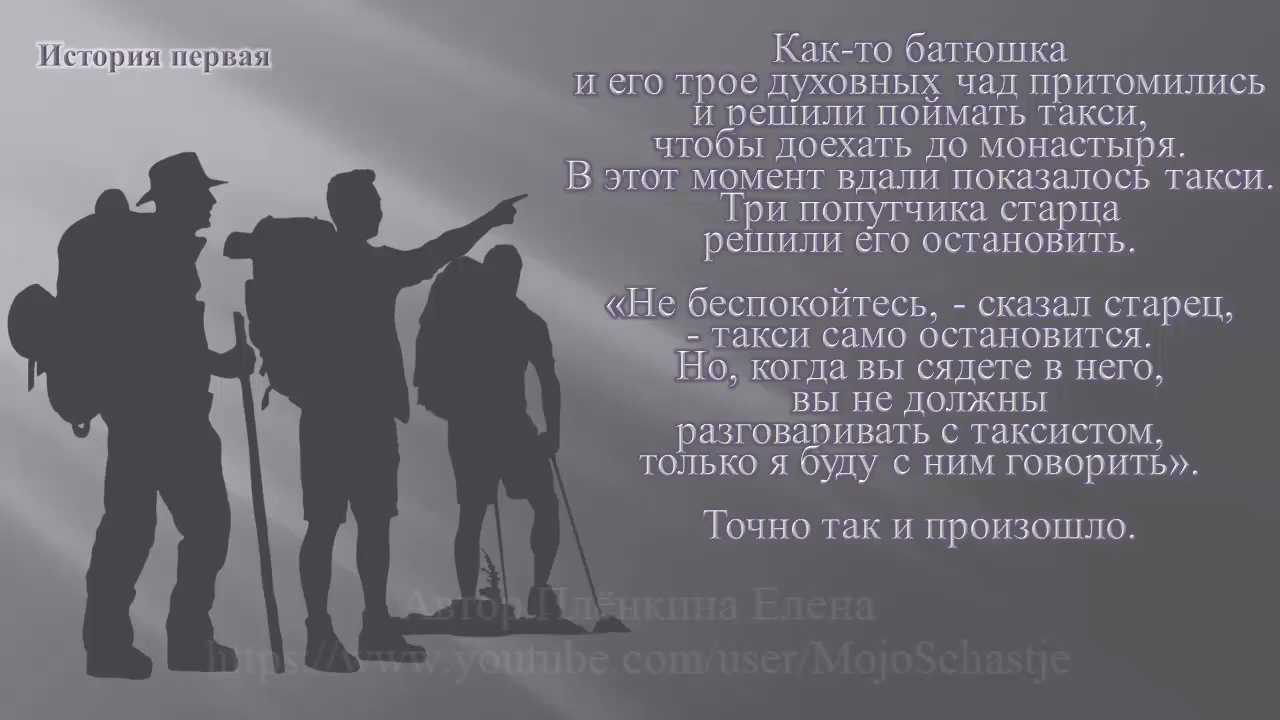 История первая
Как-то батюшка
и его трое духовных чад притомились
и решили поймать такси,
чтобы доехать до монастыря.
В этот момент вдали показалось такси.
Три попутчика старца
решили его остановить.
«Не беспокойтесь, - сказал старец,
- такси само остановится.
Но, когда вы сядете в него,
вы не должны
разговаривать с таксистом,
только я буду с ним говорить».
Точно так и произошло.
Автор Плёнкина Елена
https://www.youtube.com/user/MojoSchastje